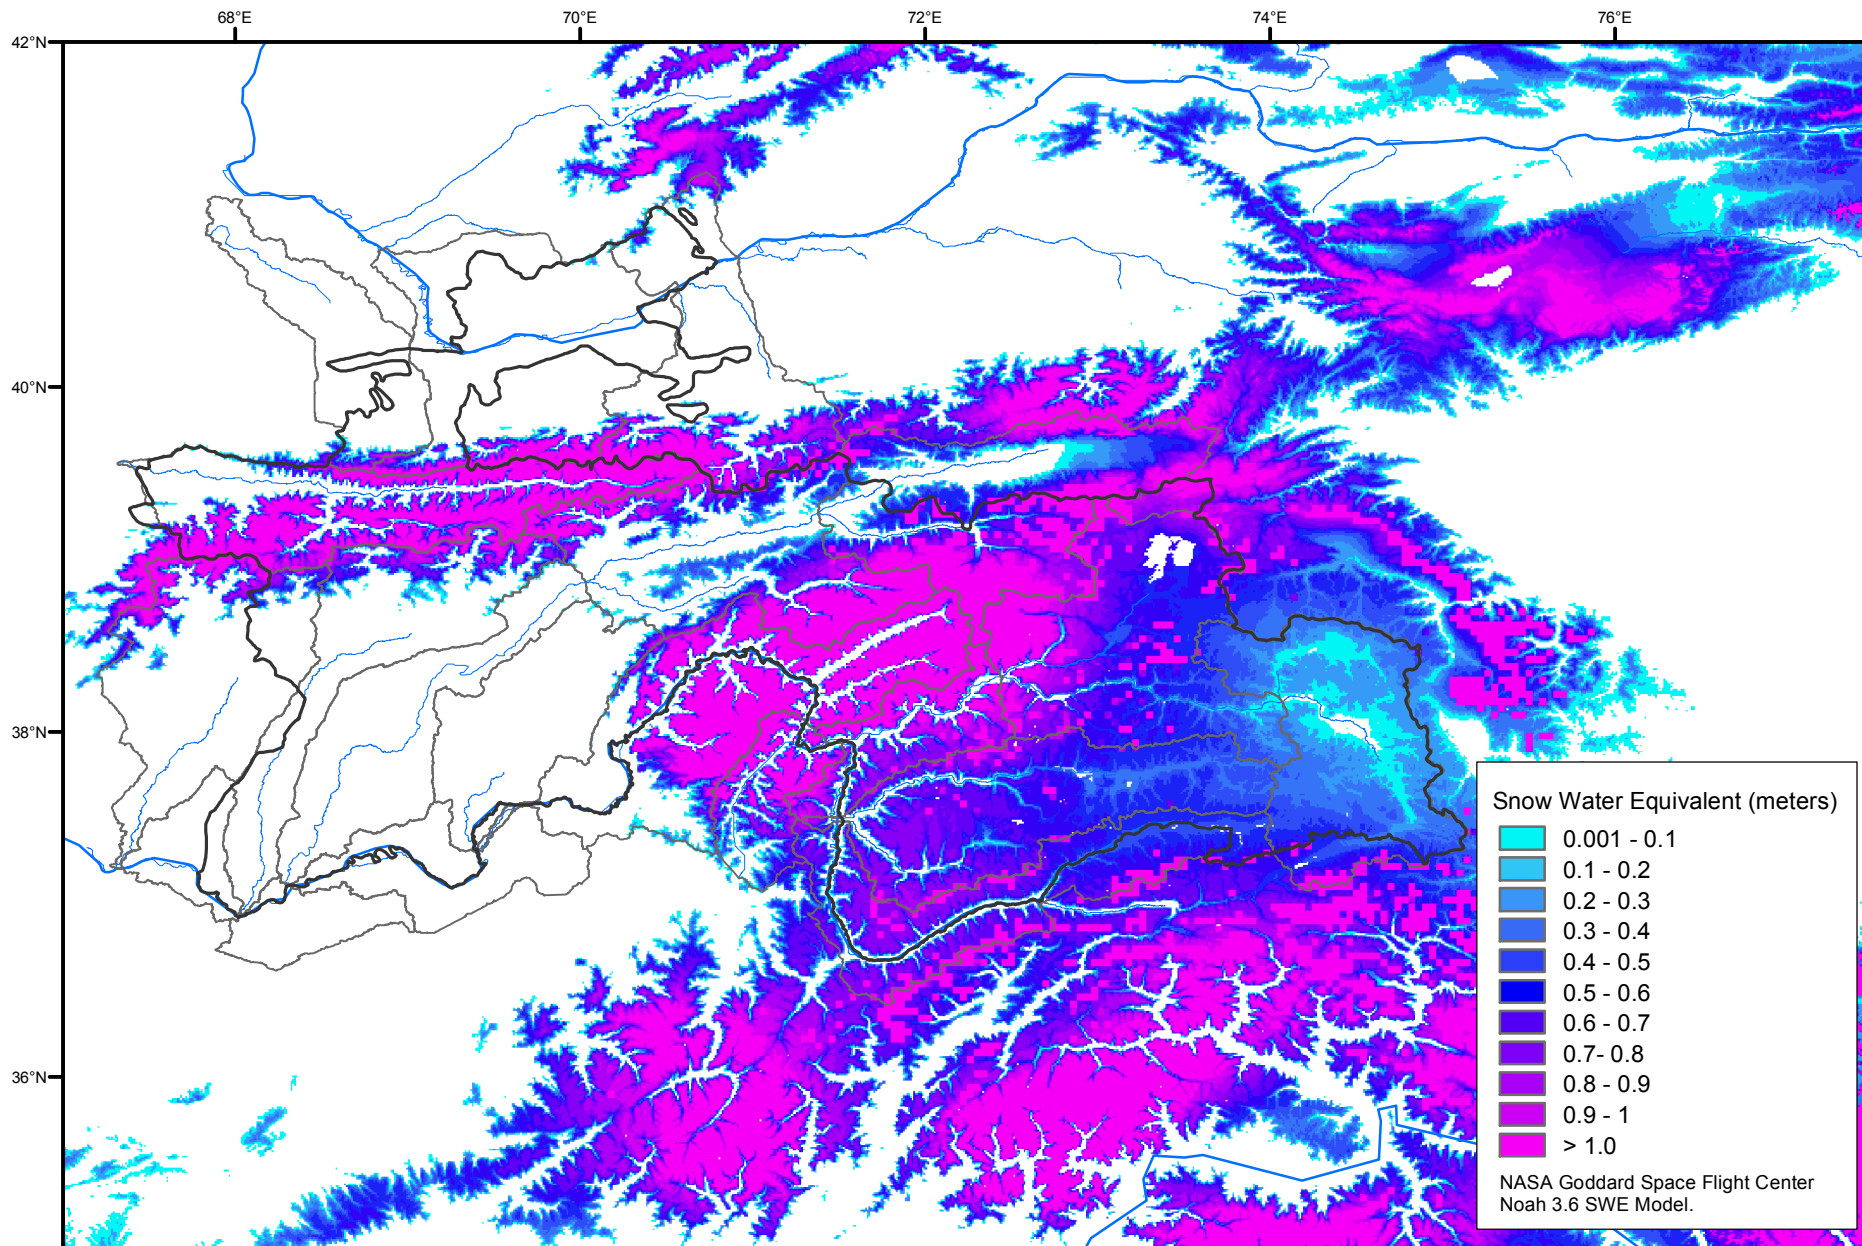 68°E
70°E
72°E
74°E
76°E
42°N
40°N
38°N
36°N
Snow Water Equivalent (meters)
0.001 - 0.1
0.1 - 0.2
0.2 - 0.3
0.3 - 0.4
0.4 - 0.5
0.5 - 0.6
0.6 - 0.7
0.7- 0.8
0.8 - 0.9
0.9 - 1
> 1.0
NASA Goddard Space Flight Center
Noah 3.6 SWE Model.